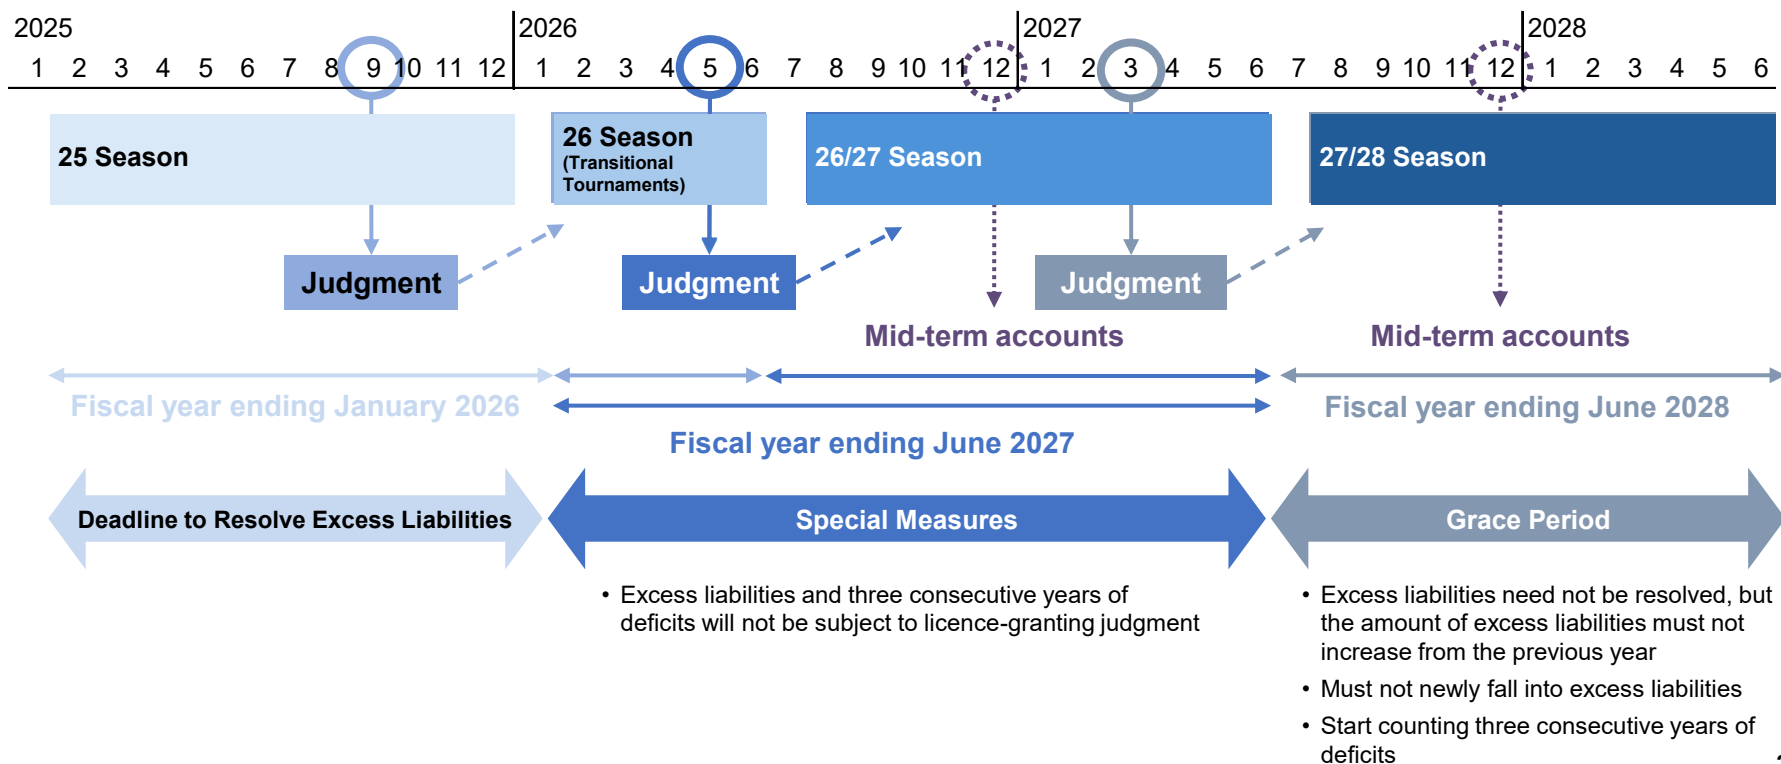 2025 2026 2027 2028
1 2 3 4 5 6 7 8 9 10 11 12 1 2 3 4 5 6 7 8 9 10 11 12 1 2 3 4 5 6 7 8 9 10 11 12 1 2 3 4 5 6
25 Season
26 Season
(Transitional
Tournaments)
26/27 Season
27/28 Season
Judgment
Judgment
Judgment
Mid-term accounts
Mid-term accounts
Fiscal year ending January 2026
Fiscal year ending June 2027
Fiscal year ending June 2028
Deadline to Resolve Excess Liabilities
Special Measures
Grace Period
• Excess liabilities and three consecutive years of
deficits will not be subject to licence-granting judgment
• Excess liabilities need not be resolved, but
the amount of excess liabilities must not
increase from the previous year
• Must not newly fall into excess liabilities
• Start counting three consecutive years of
deficits